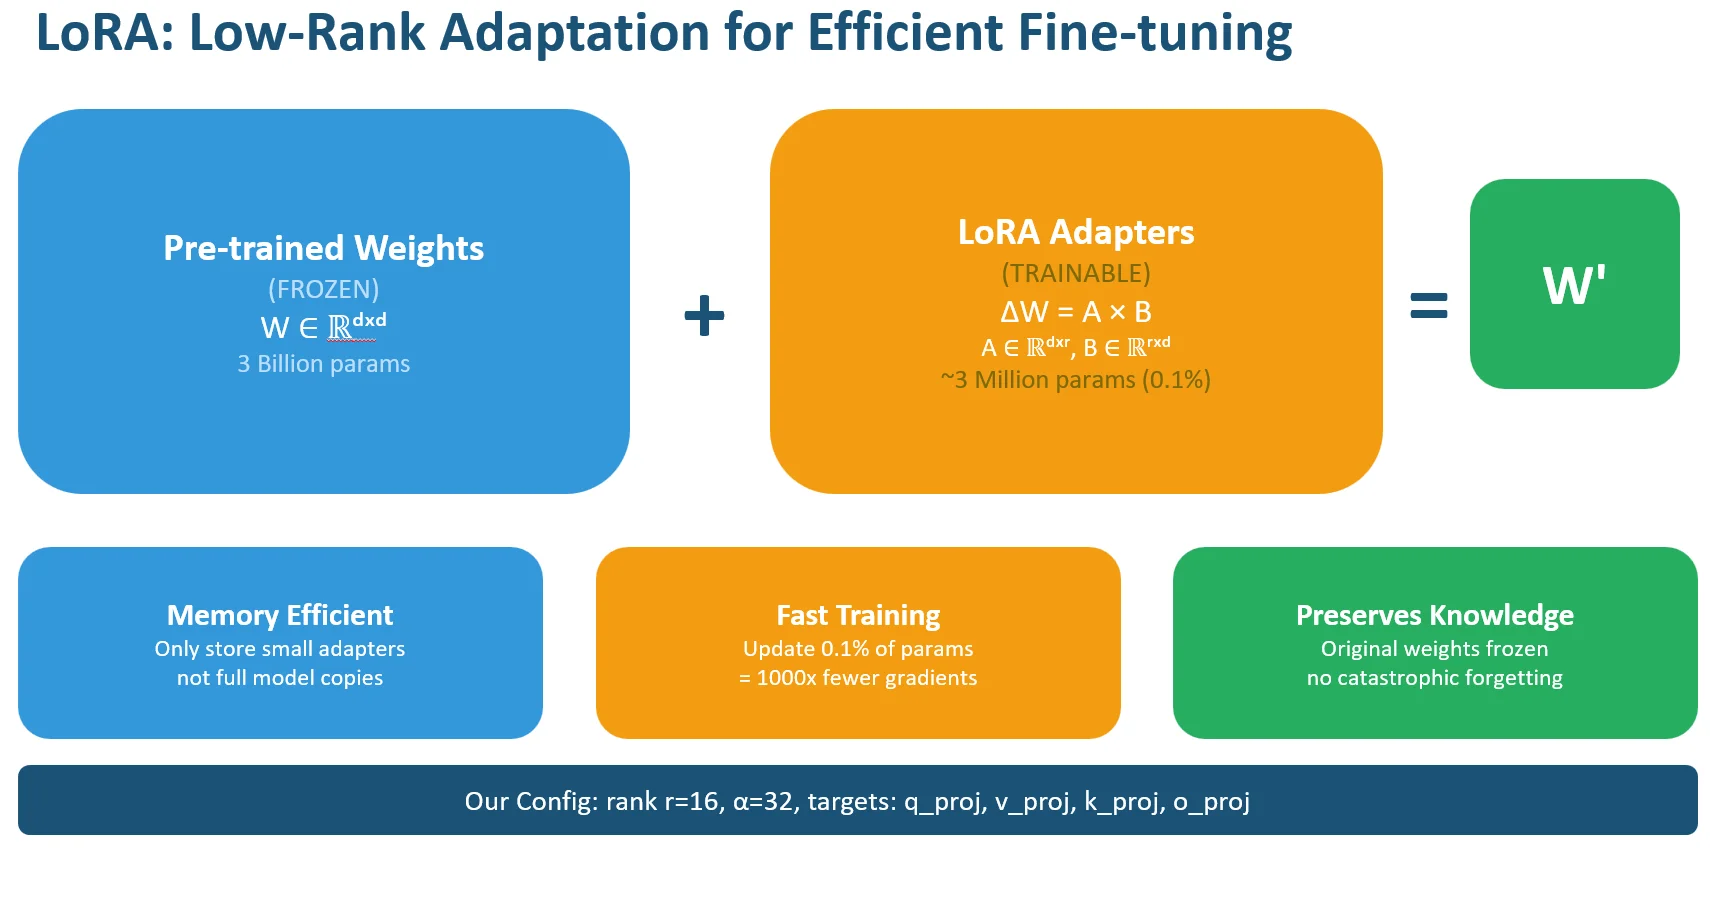 LoRA: Low-Rank Adaptation for Efficient Fine-tuning
Pre-trained Weights
(FROZEN)
W ∈ ℝᵈˣᵈ
3 Billion params
+
LoRA Adapters
(TRAINABLE)
ΔW = A × B
A ∈ ℝᵈˣʳ, B ∈ ℝʳˣᵈ
~3 Million params (0.1%)
=
W'
Memory Efficient
Only store small adapters
not full model copies
Fast Training
Update 0.1% of params
= 1000x fewer gradients
Preserves Knowledge
Original weights frozen
no catastrophic forgetting
Our Config: rank r=16, α=32, targets: q_proj, v_proj, k_proj, o_proj